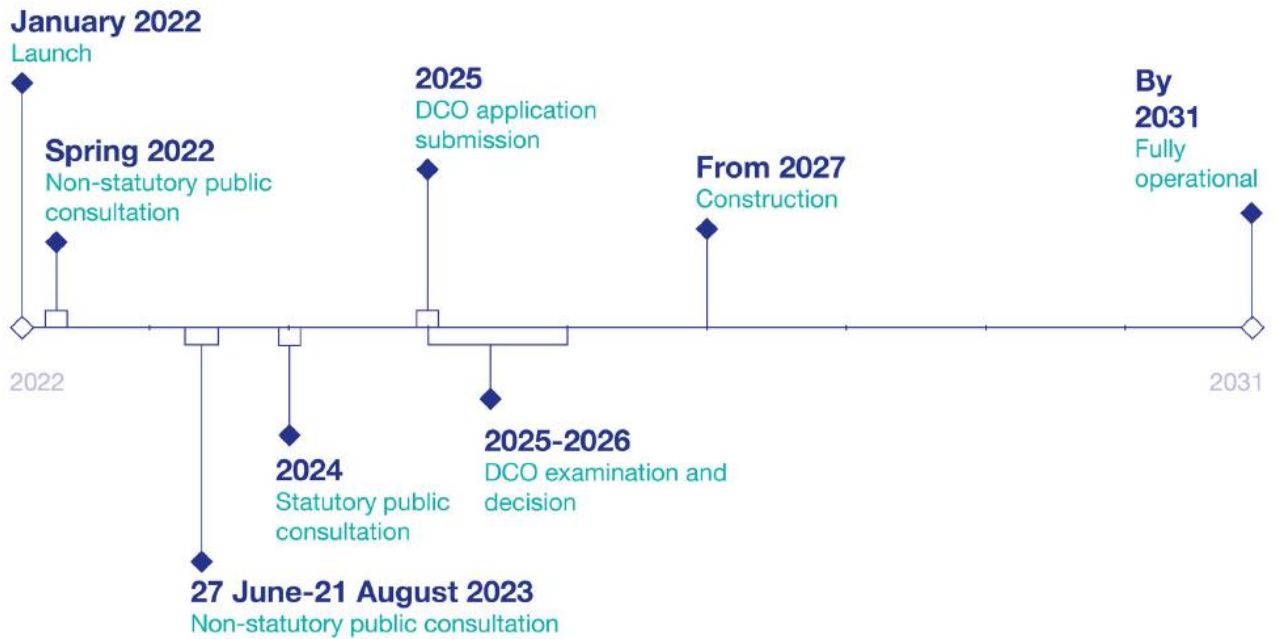 January 2022
Launch
Spring 2022
Non-statutory public
consultation
2025
DCO application
submission
From 2027
Construction
By
2031
Fully
operational
2022
2031
2025-2026
DCO examination and
decision
2024
Statutory public
consultation
27 June-21 August 2023
Non-statutory public consultation